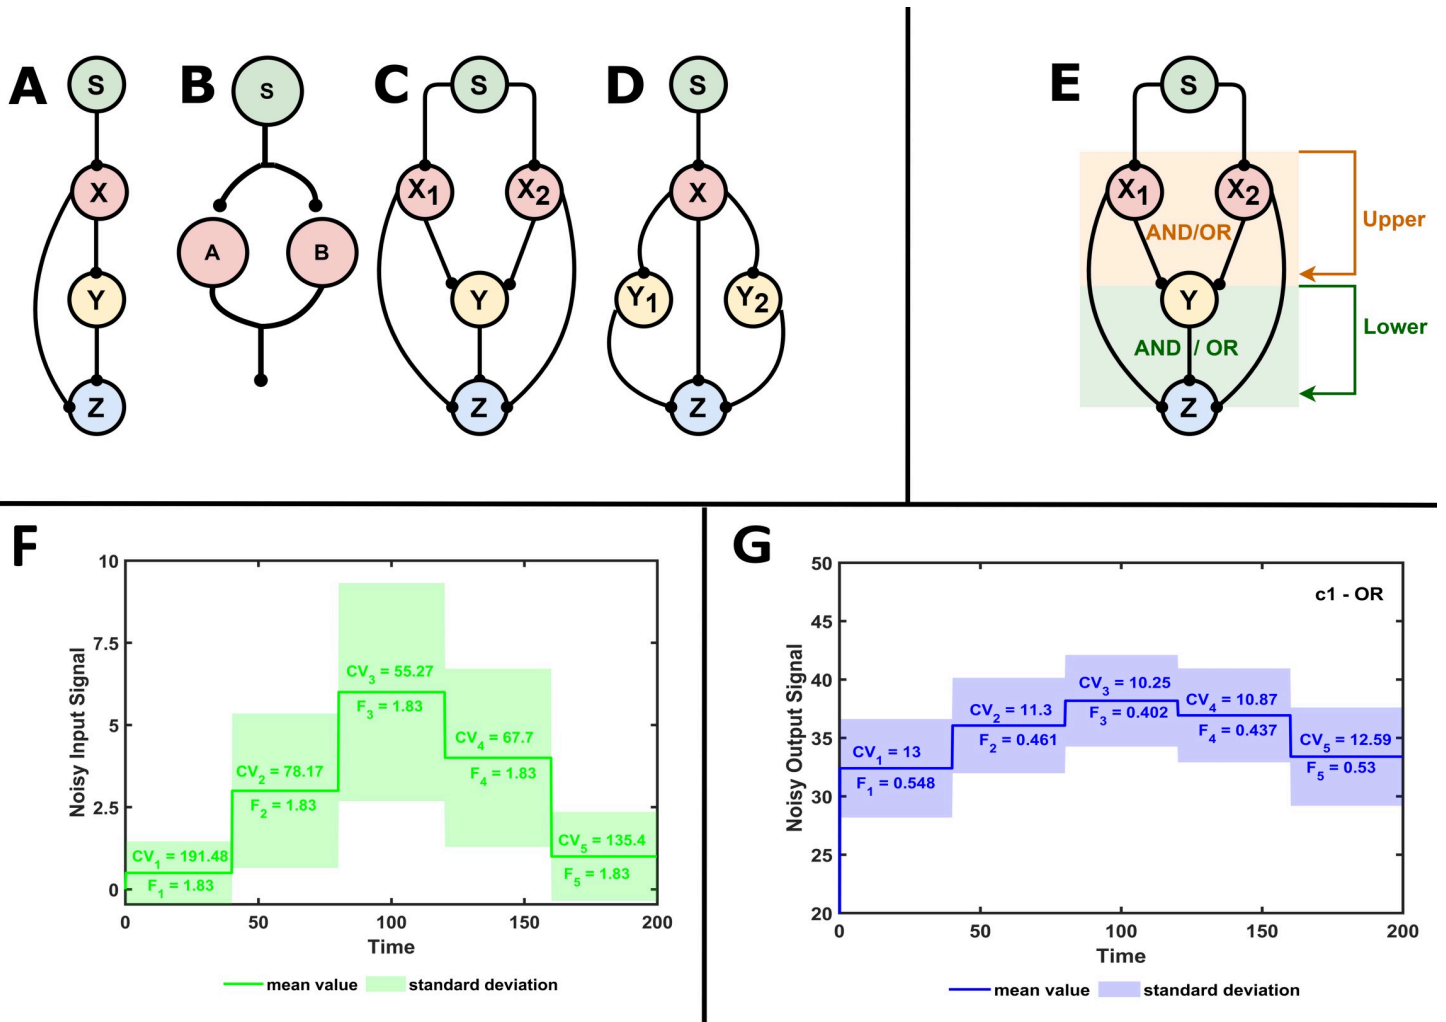 A
S
X
Y
Z
B
S
A
B
C
S
X1
X2
Y
Z
D
S
X
Y1
Y2
Z
E
S
X1
X2
AND/OR
Y
AND / OR
Z
Upper
Lower
F
Noisy Input Signal
10
7.5
5
2.5
0
CV1 = 191.48
F1 = 1.83
CV2 = 78.17
F2 = 1.83
CV3 = 55.27
F3 = 1.83
CV4 = 67.7
F4 = 1.83
CV5 = 135.4
F5 = 1.83
0
50
100
150
200
Time
mean value
standard deviation
G
Noisy Output Signal
50
45
40
35
30
25
20
c1 - OR
CV1 = 13
F1 = 0.548
CV2 = 11.3
F2 = 0.461
CV3 = 10.25
F3 = 0.402
CV4 = 10.87
F4 = 0.437
CV5 = 12.59
F5 = 0.53
0
50
100
150
200
Time
mean value
standard deviation